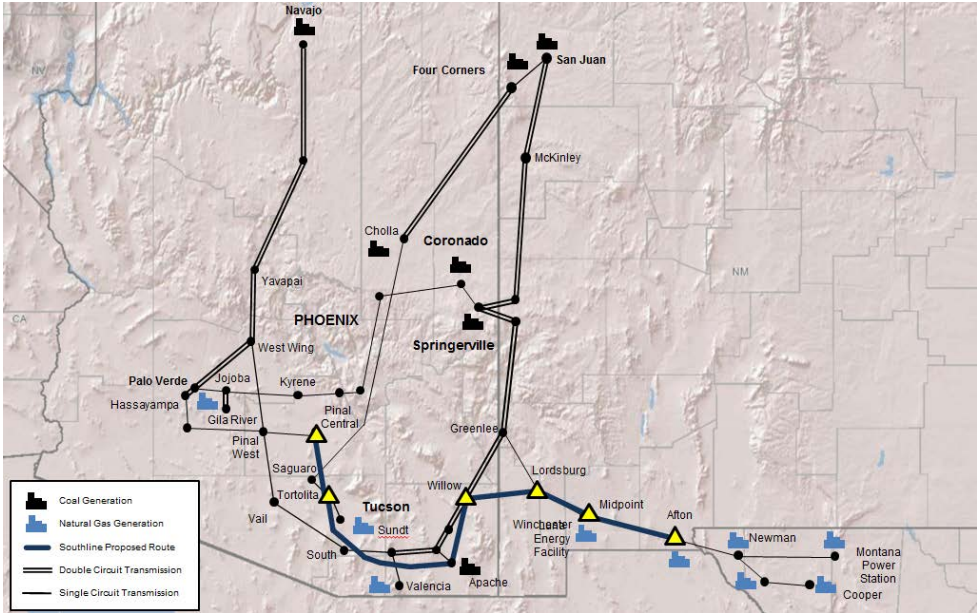 Navajo
NV
Four Corners
San Juan
McKinley
Cholla
Coronado
Yavapai
NM
CA
PHOENIX
West Wing
Springerville
Palo Verde
Jojoba
Kyrene
Hassayampa
Gila River
Pinal
Central
Greenlee
Pinal
West
Saguaro
Lordsburg
Tortolita
Willow
Midpoint
Tucson
Afton
Vail
Sundt
Winchester
Luna
Energy
Facility
Newman
South
Montana
Power
Station
Apache
Valencia
Cooper
Coal Generation
Natural Gas Generation
Southline Proposed Route
Double Circuit Transmission
Single Circuit Transmission